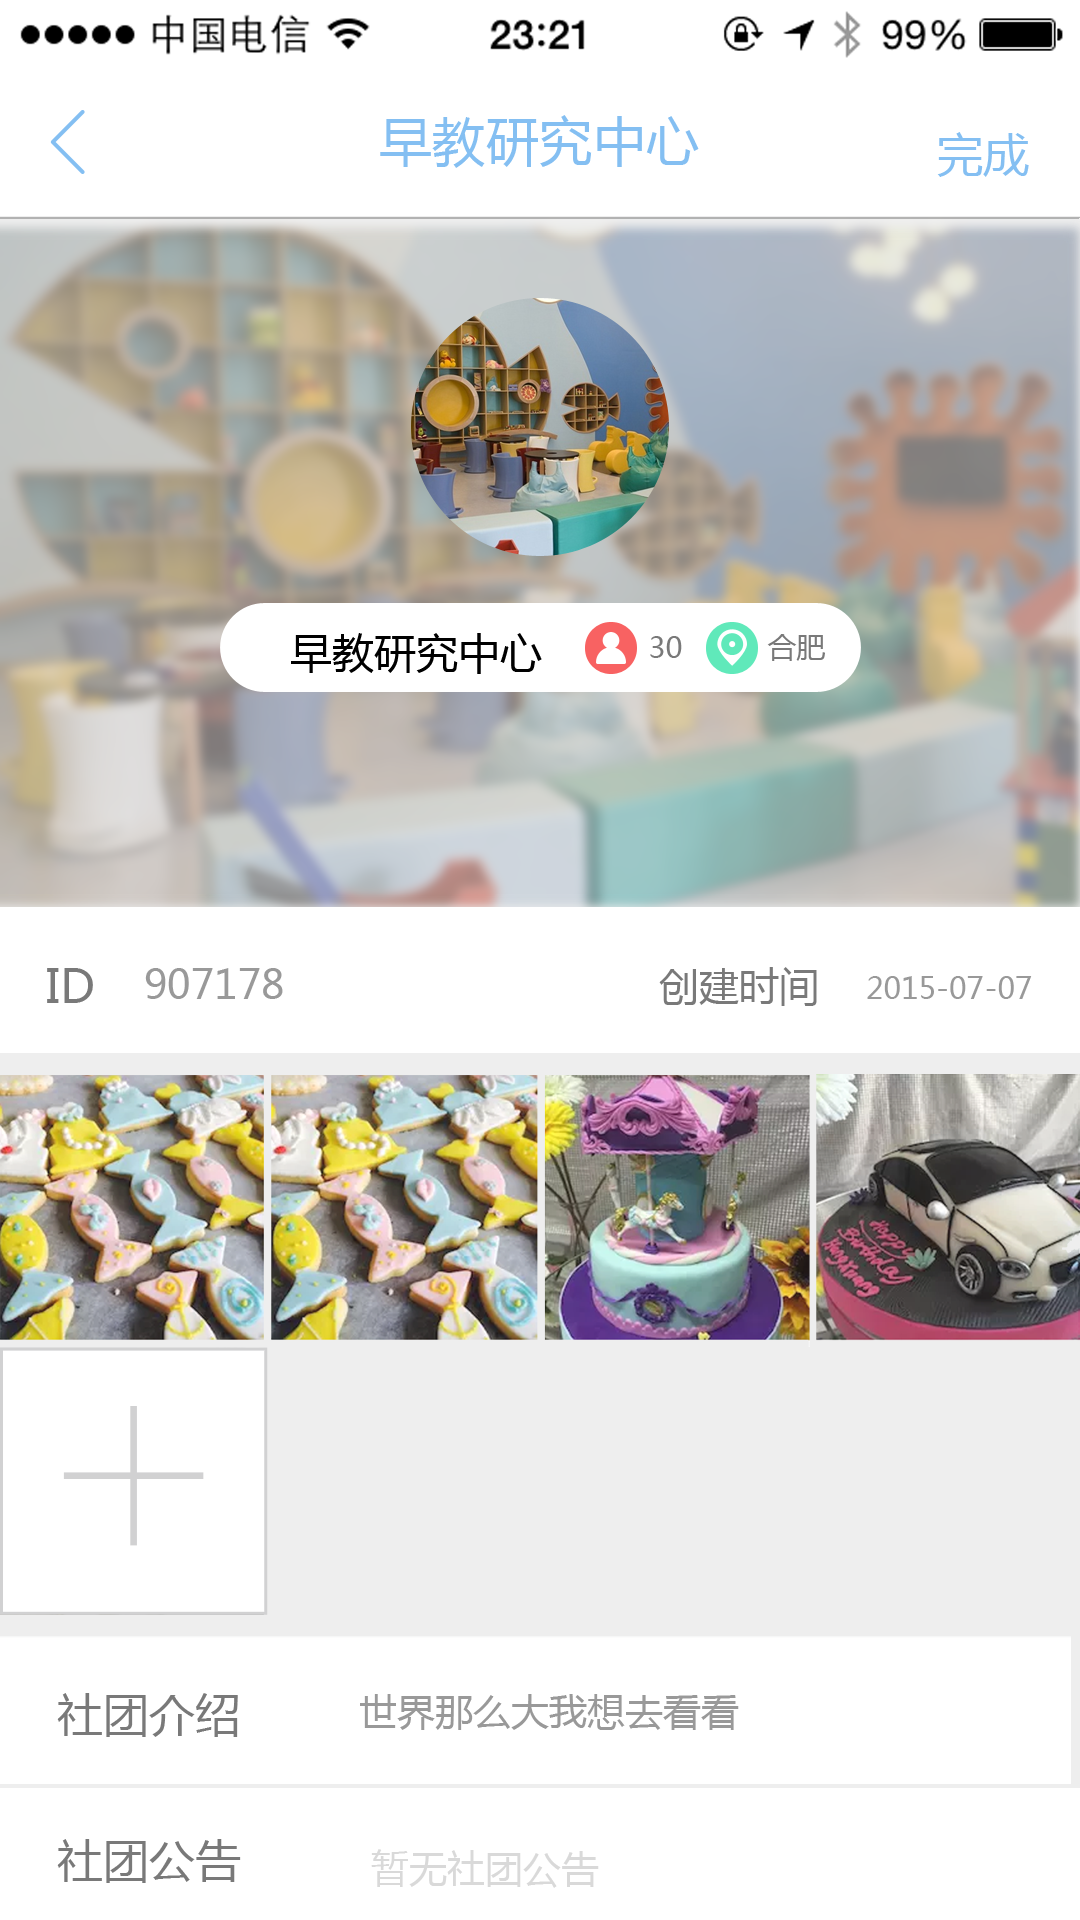 中国电信 23:21 99%
早教研究中心 完成
早教研究中心 30 合肥
ID 907178 创建时间 2015-07-07
Happy
Birthday
社团介绍 世界那么大我想去看看
社团公告 暂无社团公告